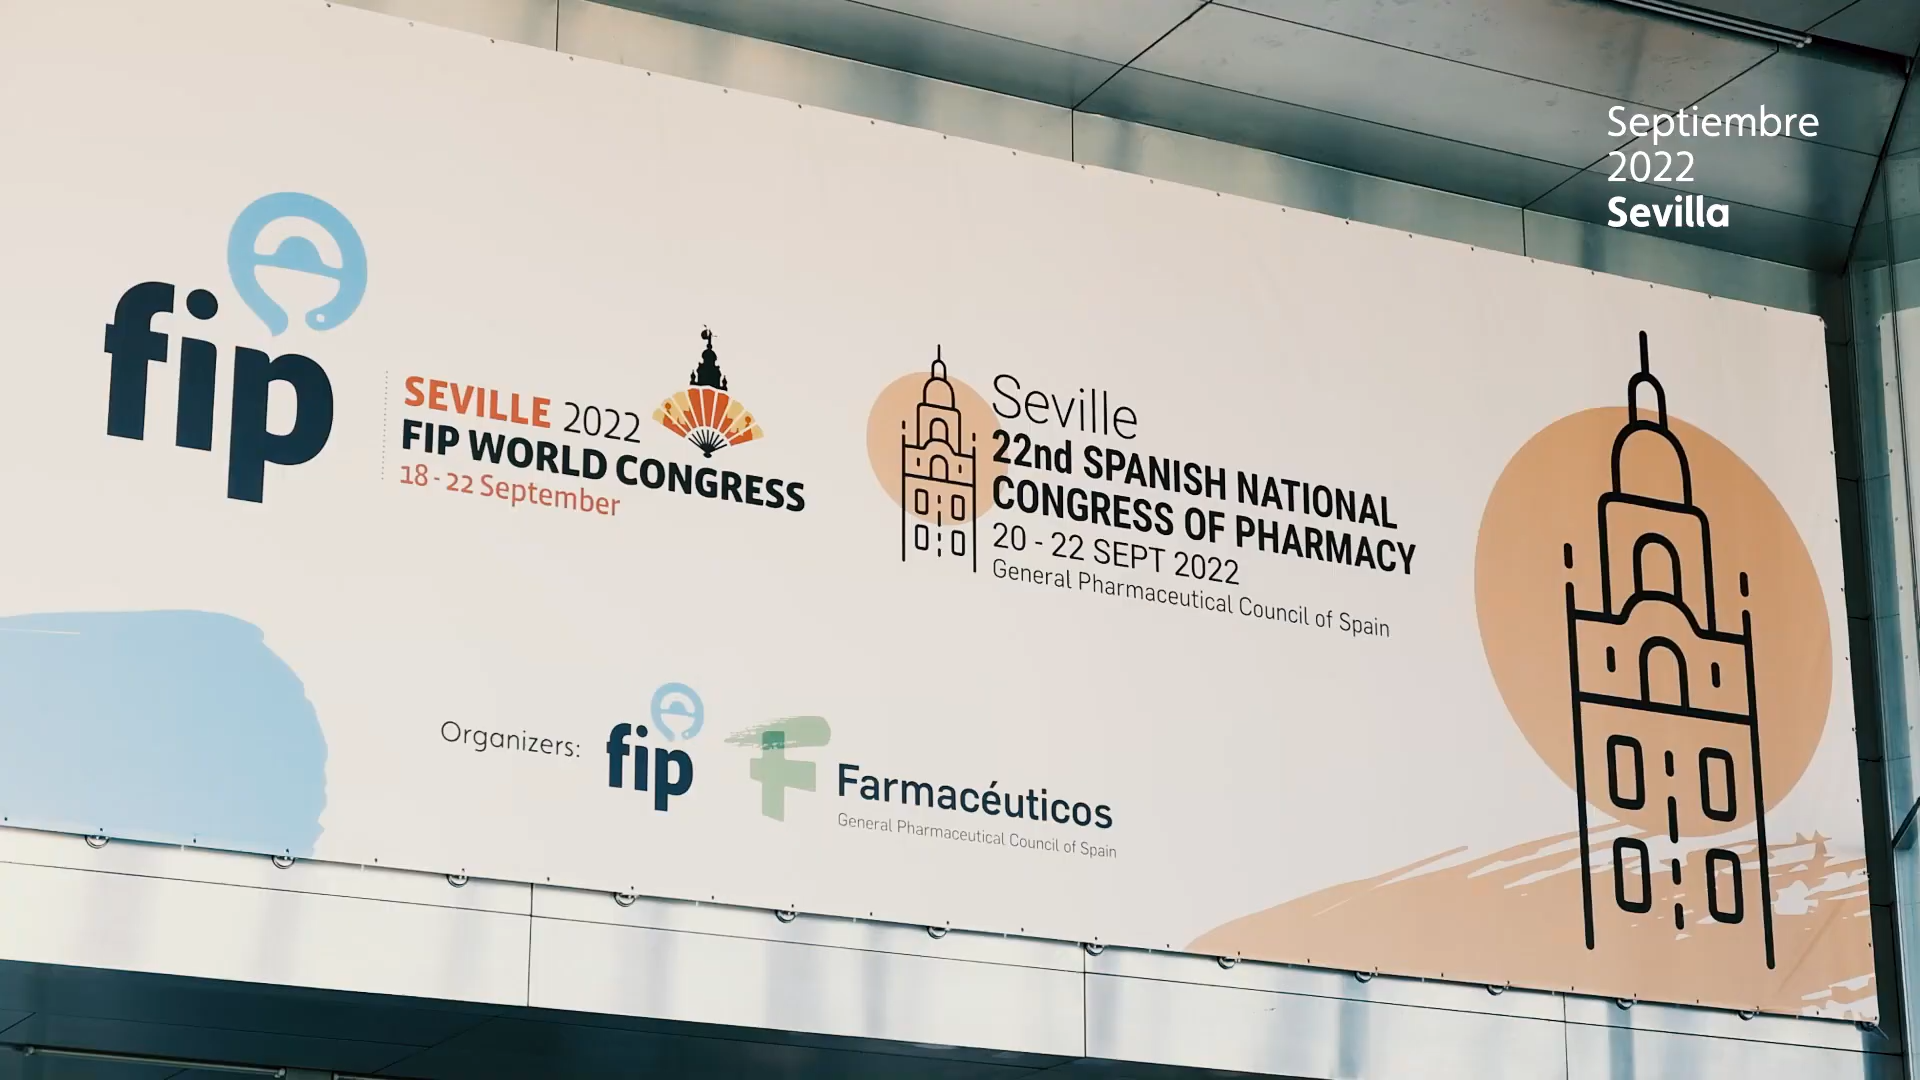 Septiembre
2022
Sevilla
fip
SEVILLE 2022
FIP WORLD CONGRESS
18 - 22 September
Seville
22nd SPANISH NATIONAL
CONGRESS OF PHARMACY
20 - 22 SEPT 2022
General Pharmaceutical Council of Spain
Organizers:
fip
Farmacéuticos
General Pharmaceutical Council of Spain